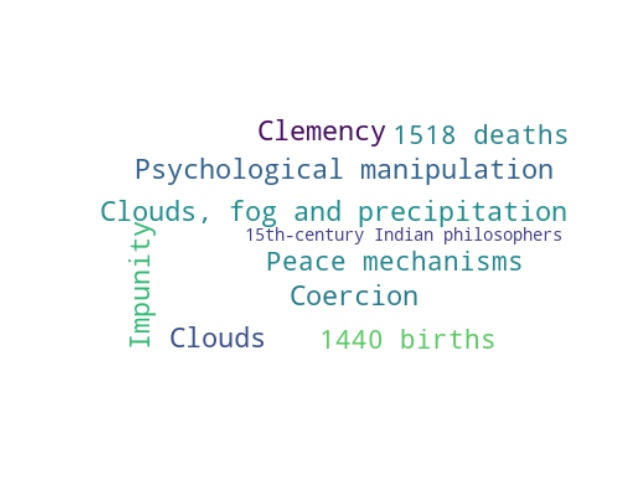 Clemency
1518 deaths
Psychological manipulation
Clouds, fog and precipitation
15th-century Indian philosophers
Peace mechanisms
Coercion
Impunity
Clouds
1440 births